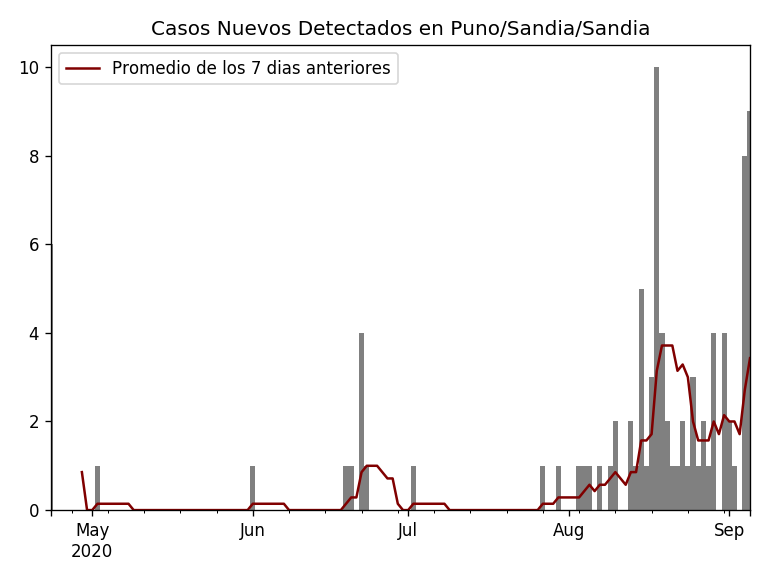 Casos Nuevos Detectados en Puno/Sandia/Sandia
Promedio de los 7 dias anteriores
10
8
6
4
2
0
May Jun Jul Aug Sep
2020